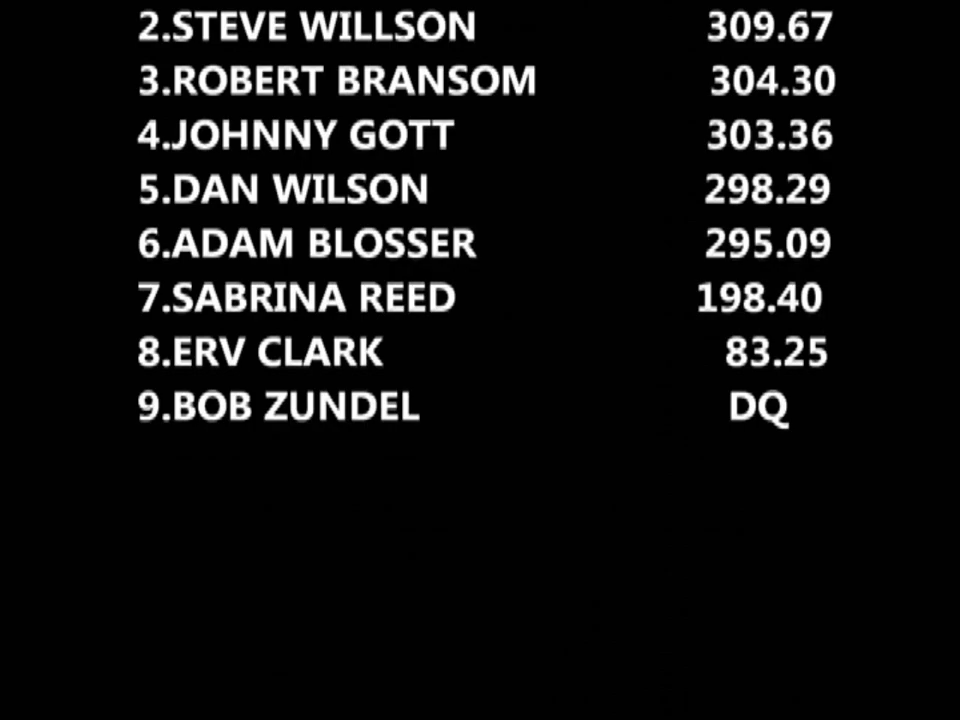 2.STEVE WILLSON 309.67
3.ROBERT BRANSOM 304.30
4.JOHNNY GOTT 303.36
5.DAN WILSON 298.29
6.ADAM BLOSSER 295.09
7.SABRINA REED 198.40
8.ERV CLARK 83.25
9.BOB ZUNDEL DQ